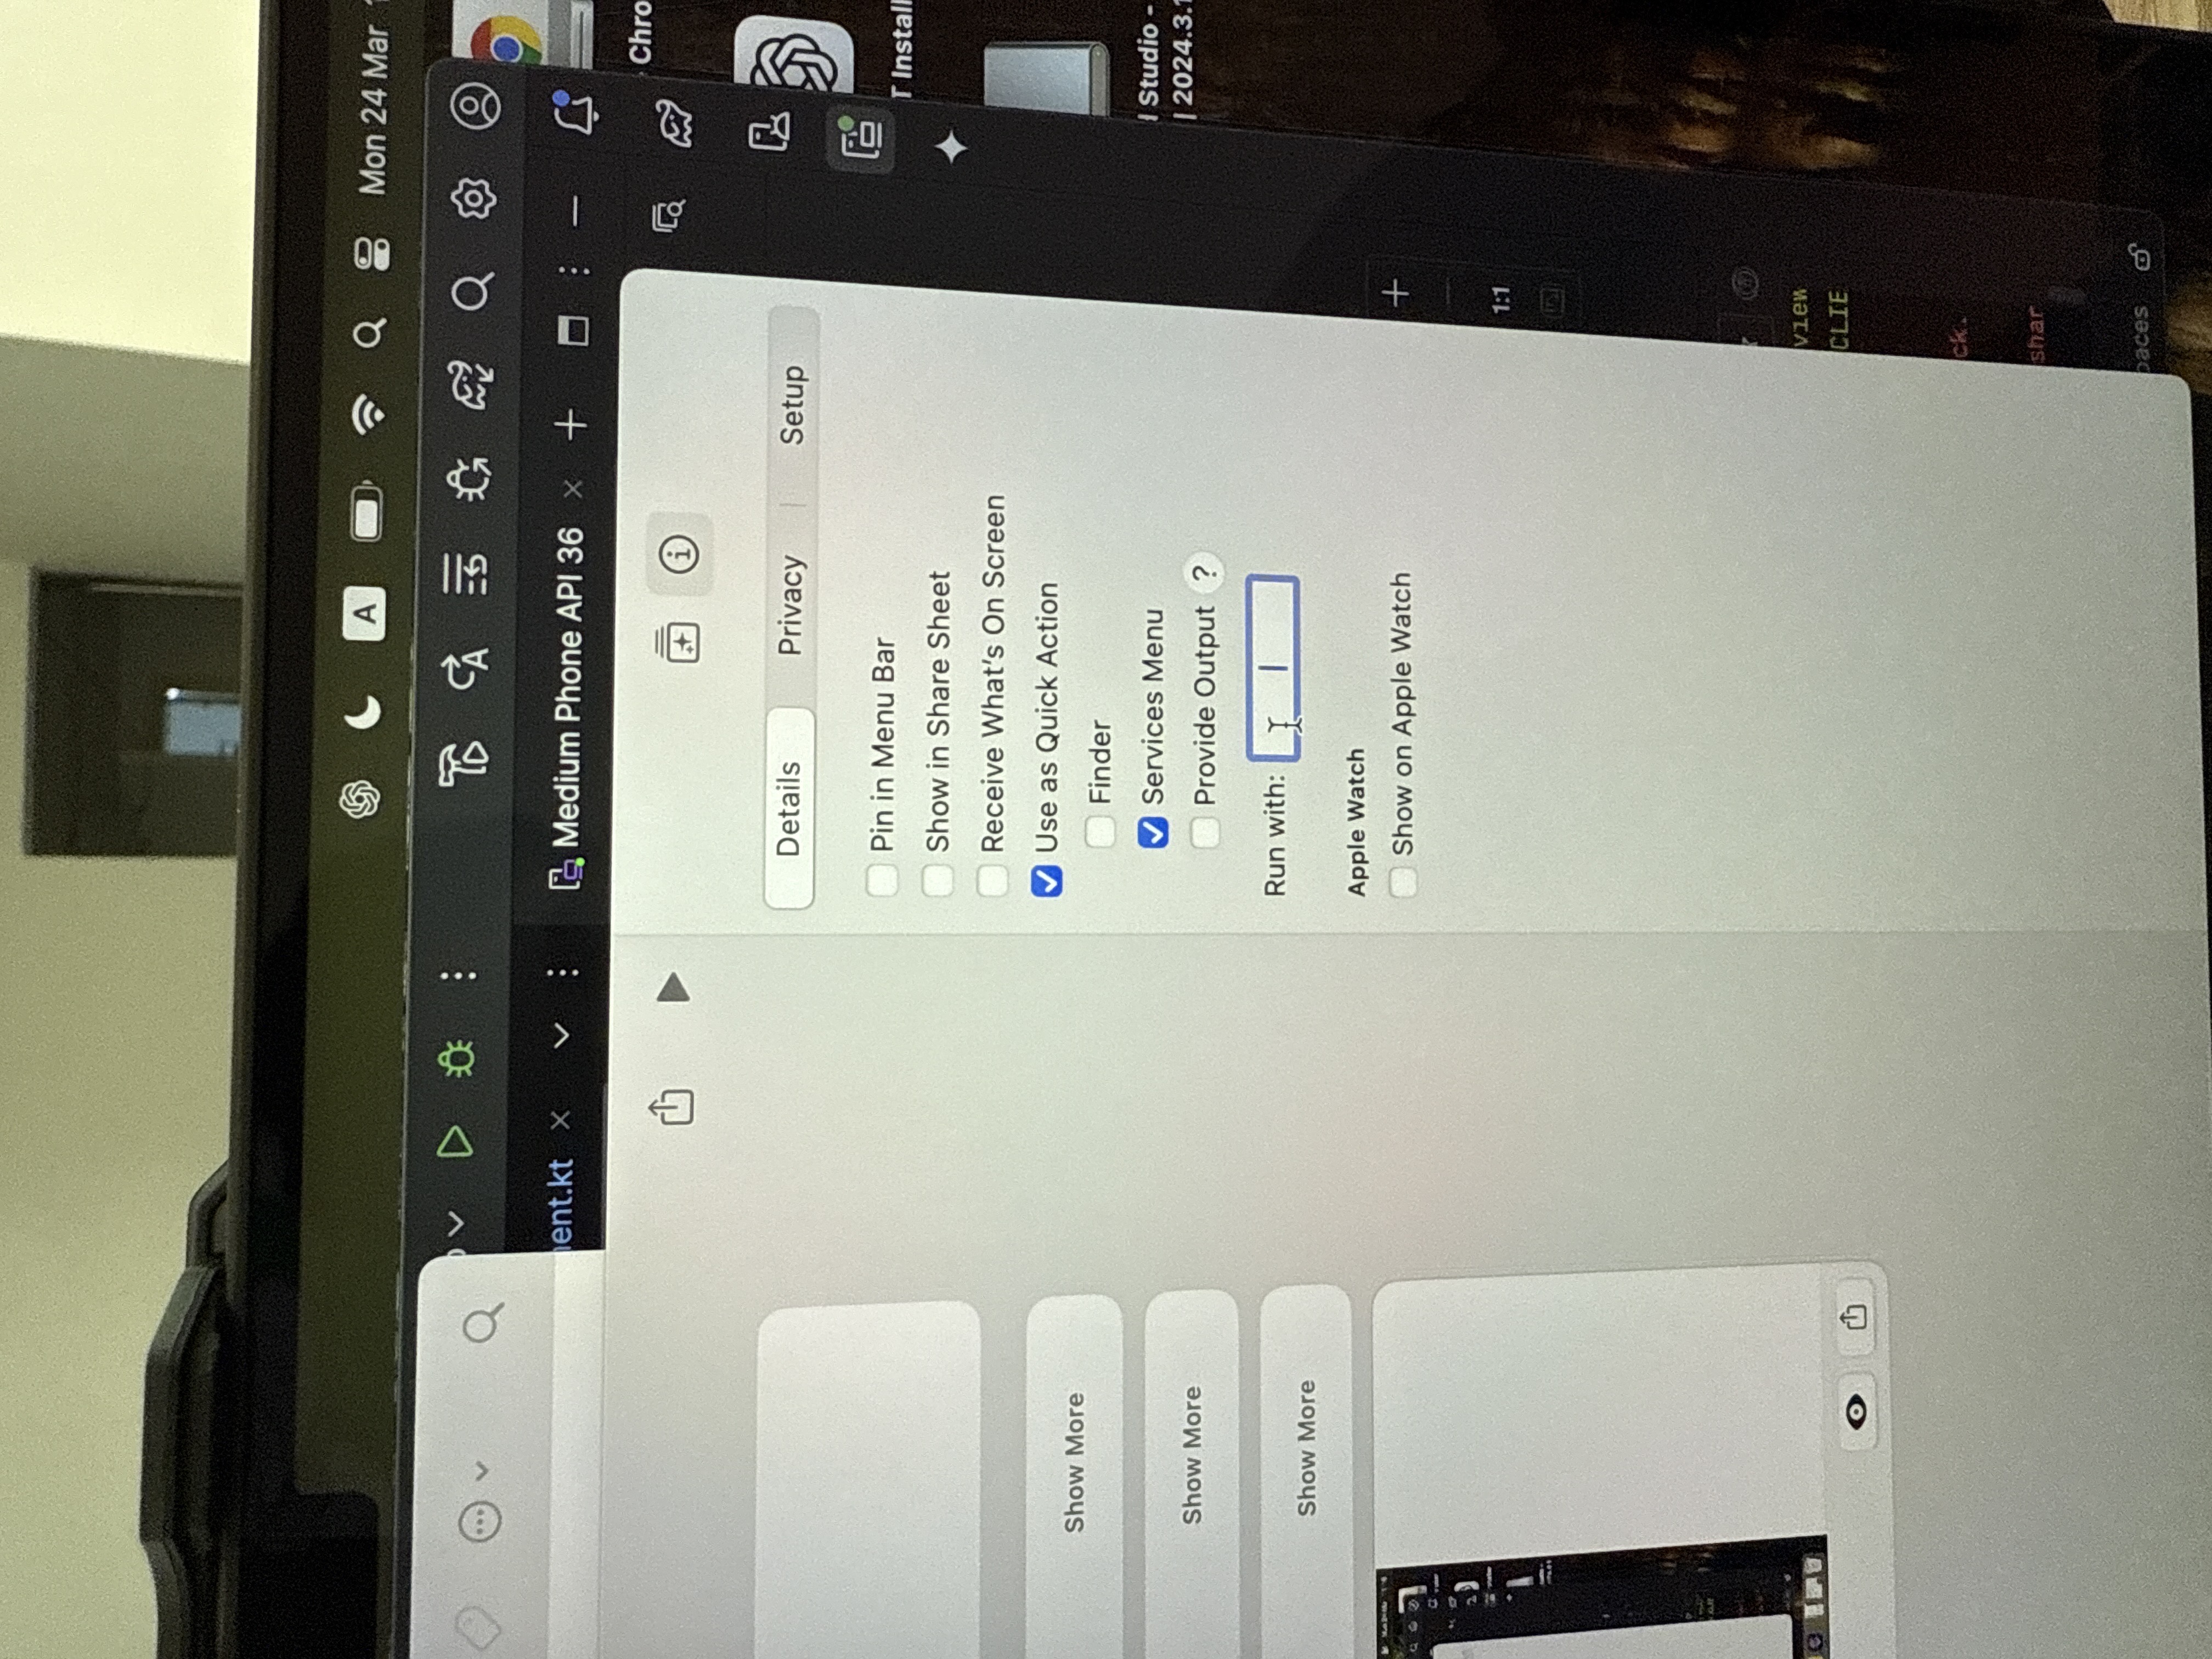 A
Mon 24 Mar
ent.kt
Medium Phone API 36
Chro
Details
Privacy
Setup
Pin in Menu Bar
Show in Share Sheet
Receive What's On Screen
T Install
Show More
Use as Quick Action
Finder
Services Menu
Studio -
2024.3.1
Show More
Provide Output ?
Run with:
Show More
Apple Watch
Show on Apple Watch
1:1
view
CLIE
ck.
shar
paces